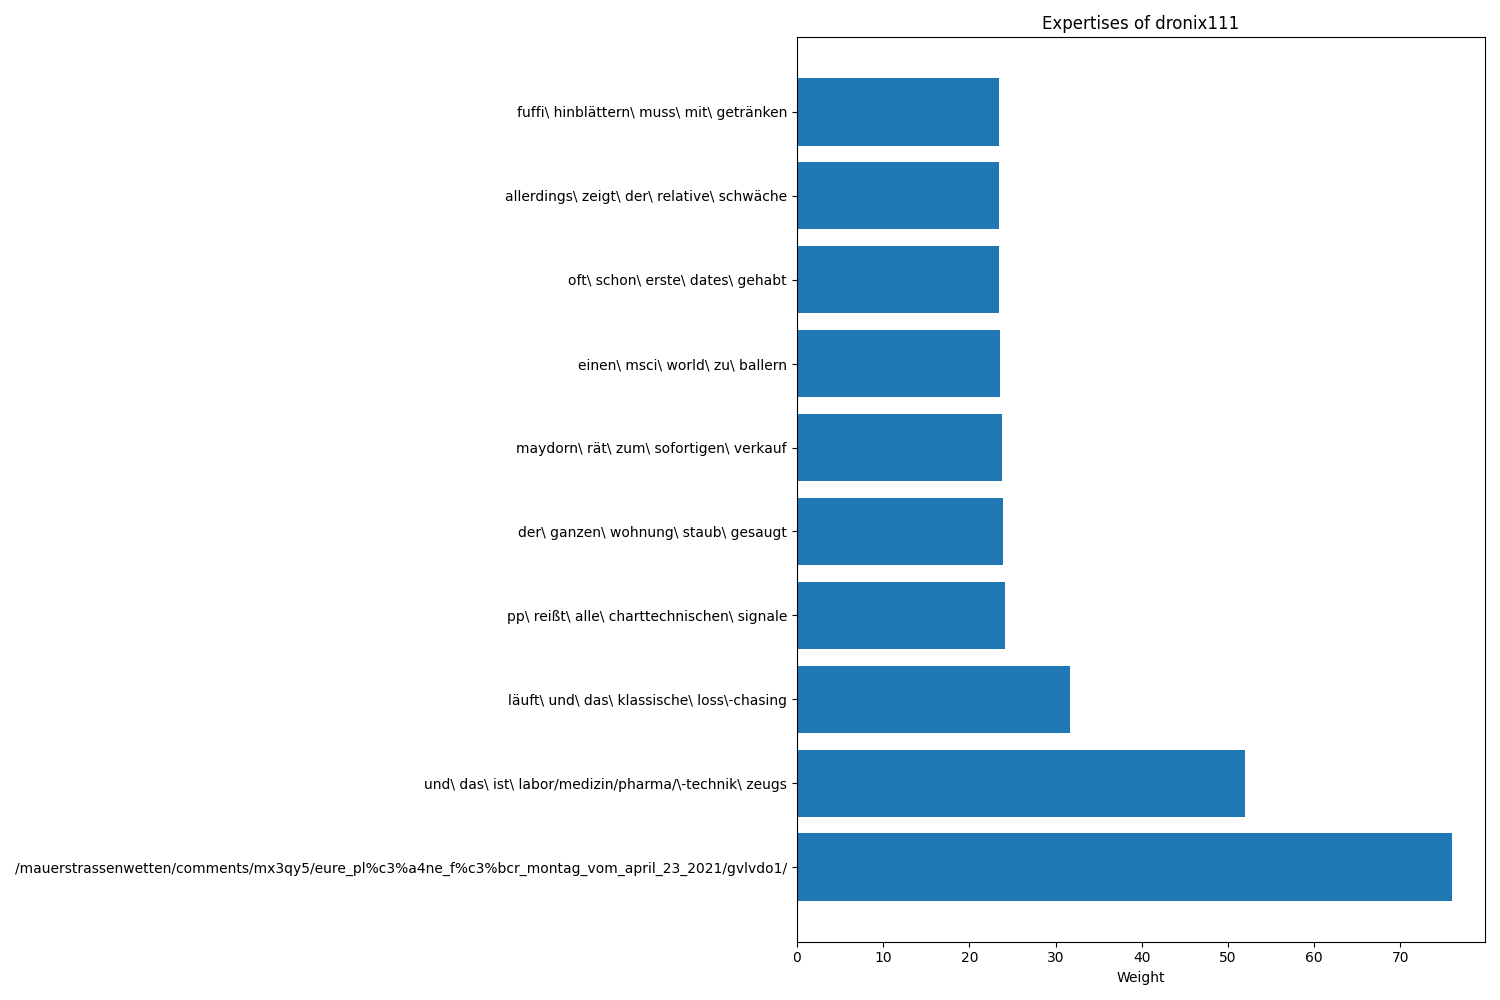 Expertises of dronix111
fuffi\ hinblättern\ muss\ mit\ getränken
allerdings\ zeigt\ der\ relative\ schwäche
oft\ schon\ erste\ dates\ gehabt
einen\ msci\ world\ zu\ ballern
maydorn\ rät\ zum\ sofortigen\ verkauf
der\ ganzen\ wohnung\ staub\ gesaugt
pp\ reißt\ alle\ charttechnischen\ signale
läuft\ und\ das\ klassische\ loss\-chasing
und\ das\ ist\ labor/medizin/pharma/\-technik\ zeugs
/mauerstrassenwetten/comments/mx3qy5/eure_pl%c3%a4ne_f%c3%bcr_montag_vom_april_23_2021/gvlvdo1/
0 10 20 30 40 50 60 70
Weight